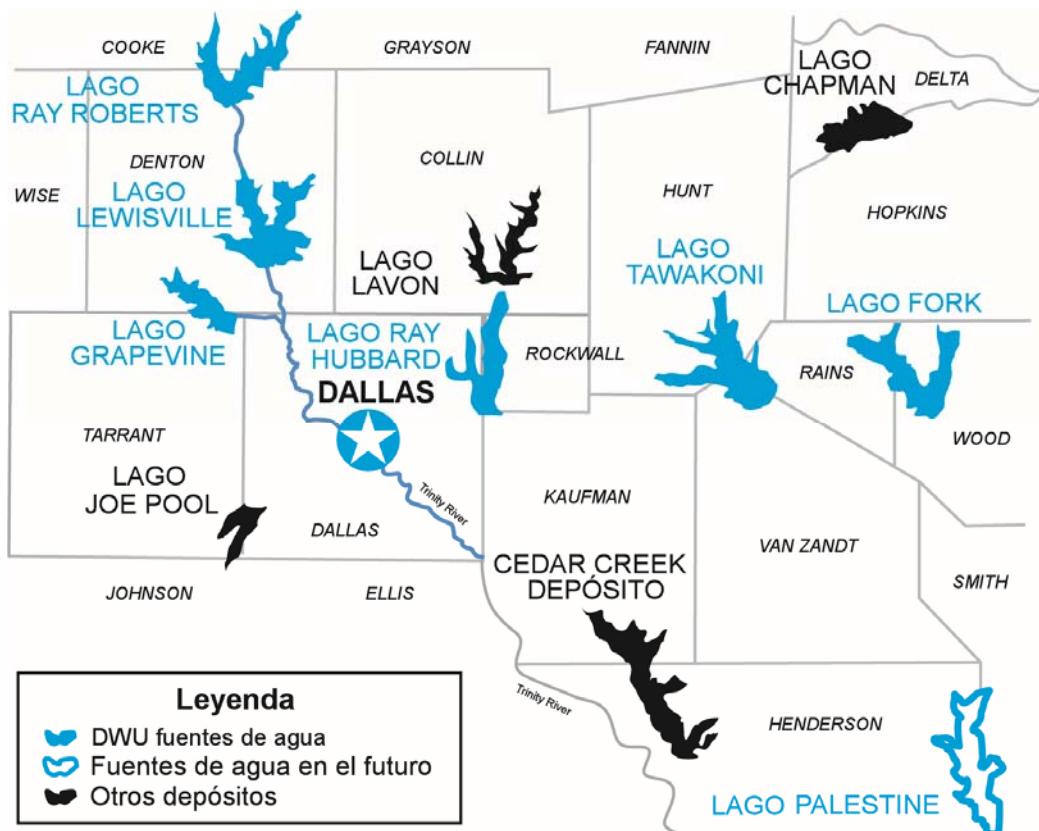 COOKE
GRAYSON
FANNIN
LAGO
CHAPMAN
DELTA
LAGO
RAY ROBERTS
DENTON
COLLIN
WISE
LAGO
LEWISVILLE
HUNT
HOPKINS
LAGO
LAVON
LAGO
TAWAKONI
LAGO FORK
LAGO
GRAPEVINE
LAGO RAY
HUBBARD
ROCKWALL
RAINS
DALLAS
TARRANT
WOOD
LAGO
JOE POOL
Trinity River
KAUFMAN
DALLAS
VAN ZANDT
CEDAR CREEK
DEPÓSITO
SMITH
JOHNSON
ELLIS
Trinity River
HENDERSON
LAGO PALESTINE
Leyenda
DWU fuentes de agua
Fuentes de agua en el futuro
Otros depósitos